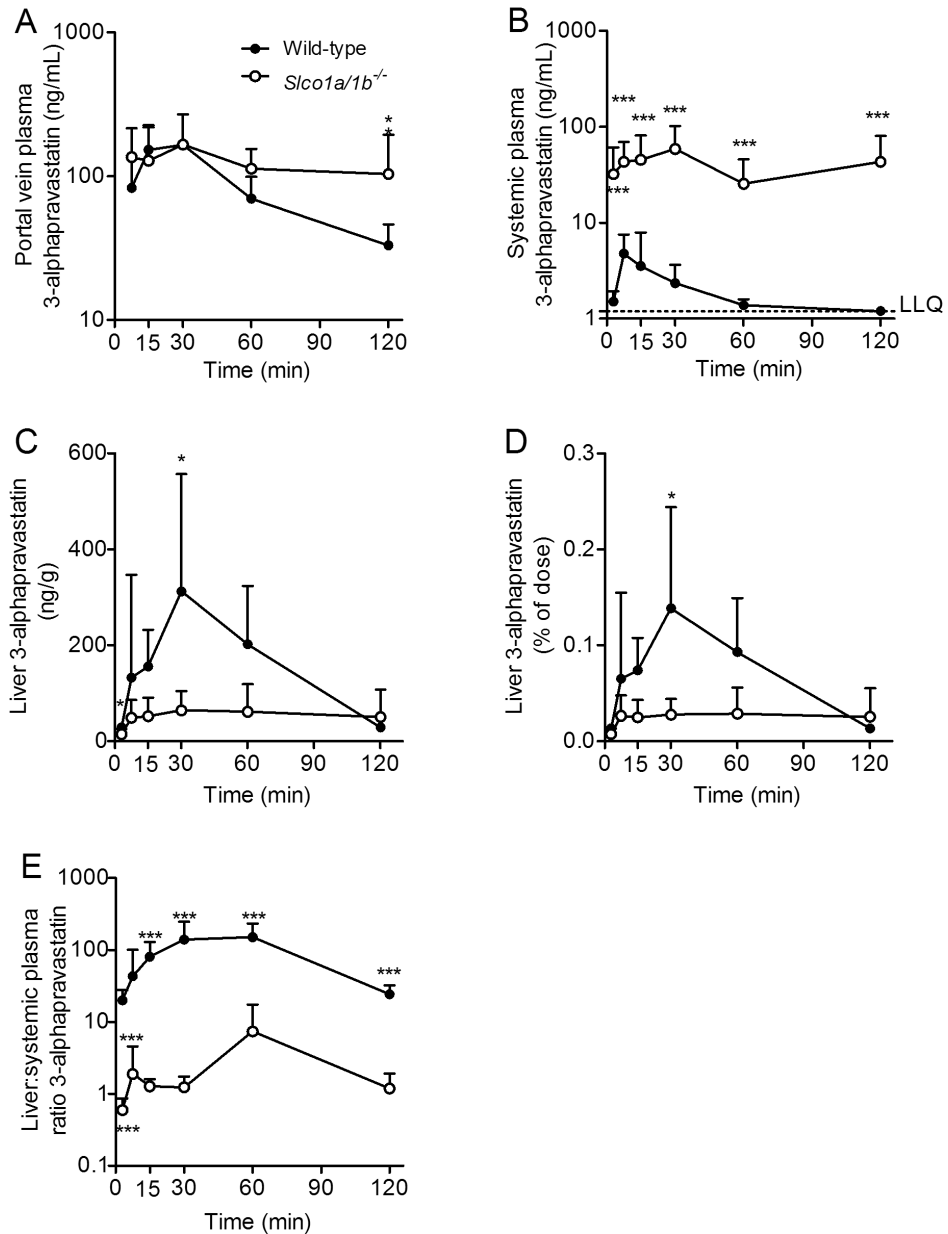 A
Portal vein plasma
3-alphapravastatin (ng/mL)
1000
100
10
Wild-type
Slco1a/1b-/-
*
*
0 15 30 60 90 120
Time (min)
B
Systemic plasma
3-alphapravastatin (ng/mL)
1000
100
10
1
***
***
***
***
***
***
LLQ
0 15 30 60 90 120
Time (min)
C
Liver 3-alphapravastatin
(ng/g)
600
400
200
0
*
*
0 15 30 60 90 120
Time (min)
D
Liver 3-alphapravastatin
(% of dose)
0.3
0.2
0.1
0.0
*
0 15 30 60 90 120
Time (min)
E
Liver:systemic plasma
ratio 3-alphapravastatin
1000
100
10
1
0.1
***
***
***
***
***
***
0 15 30 60 90 120
Time (min)